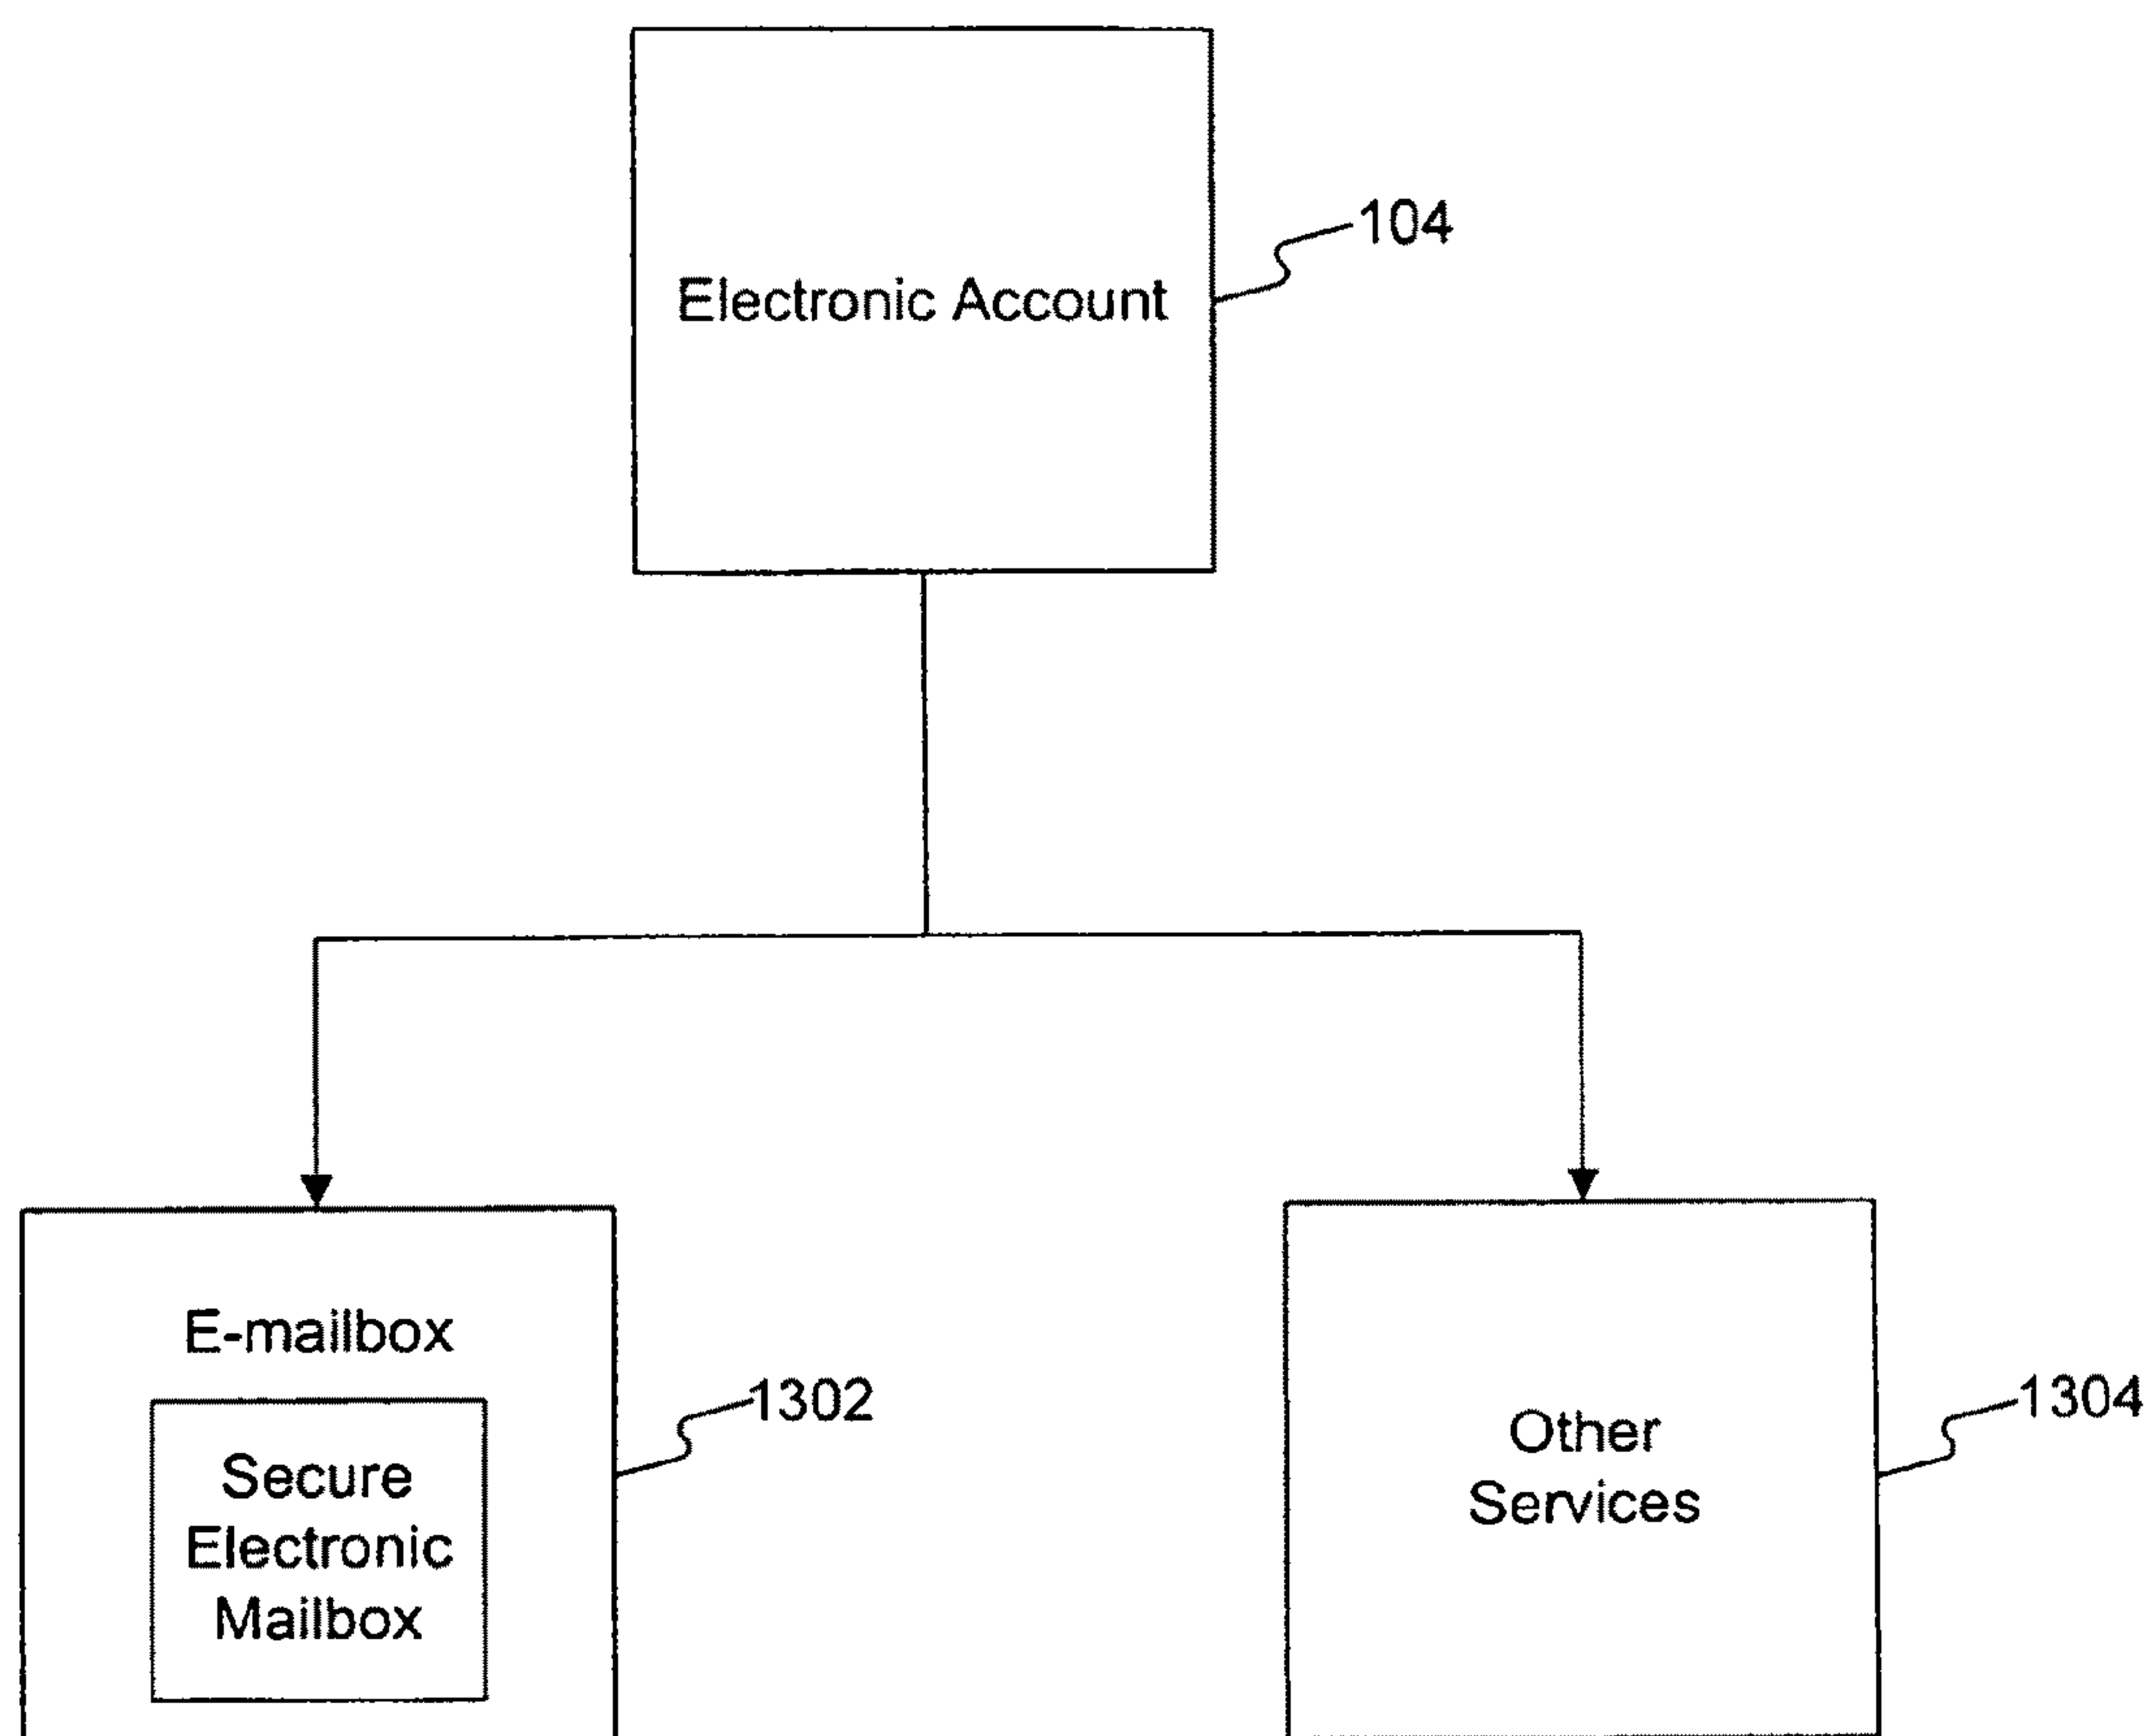 Electronic Account
104
E-mailbox
Secure
Electronic
Mailbox
1302
Other
Services
1304